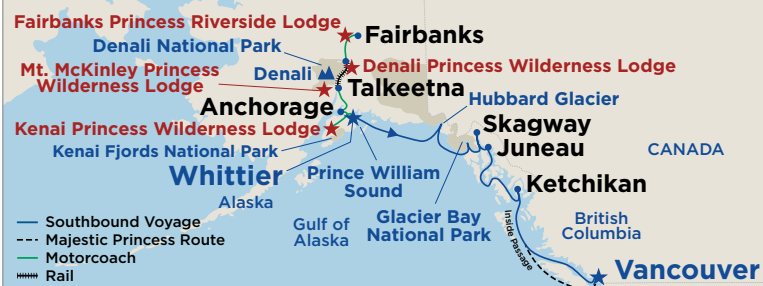 Fairbanks Princess Riverside Lodge
Fairbanks
Denali National Park
Mt. McKinley Princess
Wilderness Lodge
Denali
Denali Princess Wilderness Lodge
Talkeetna
Anchorage
Hubbard Glacier
Kenai Princess Wilderness Lodge
Skagway
Kenai Fjords National Park
Juneau
CANADA
Whittier
Prince William
Sound
Ketchikan
Alaska
Gulf of
Alaska
Glacier Bay
National Park
British
Columbia
Inside Passage
Southbound Voyage
Majestic Princess Route
Motorcoach
Rail
Vancouver